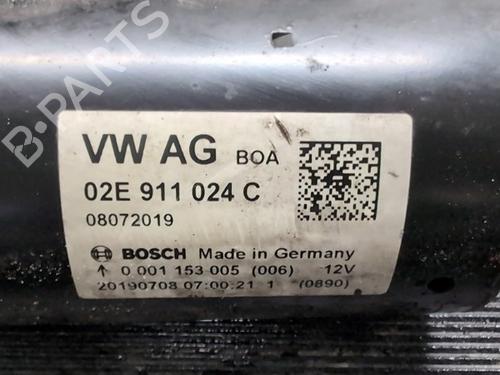 B-PARTS
VW AG BOA
02E 911 024 C
08072019
BOSCH Made in Germany
↑ 0 001 153 005 (006) 12V
20190708 07:00:21 1 (0890)